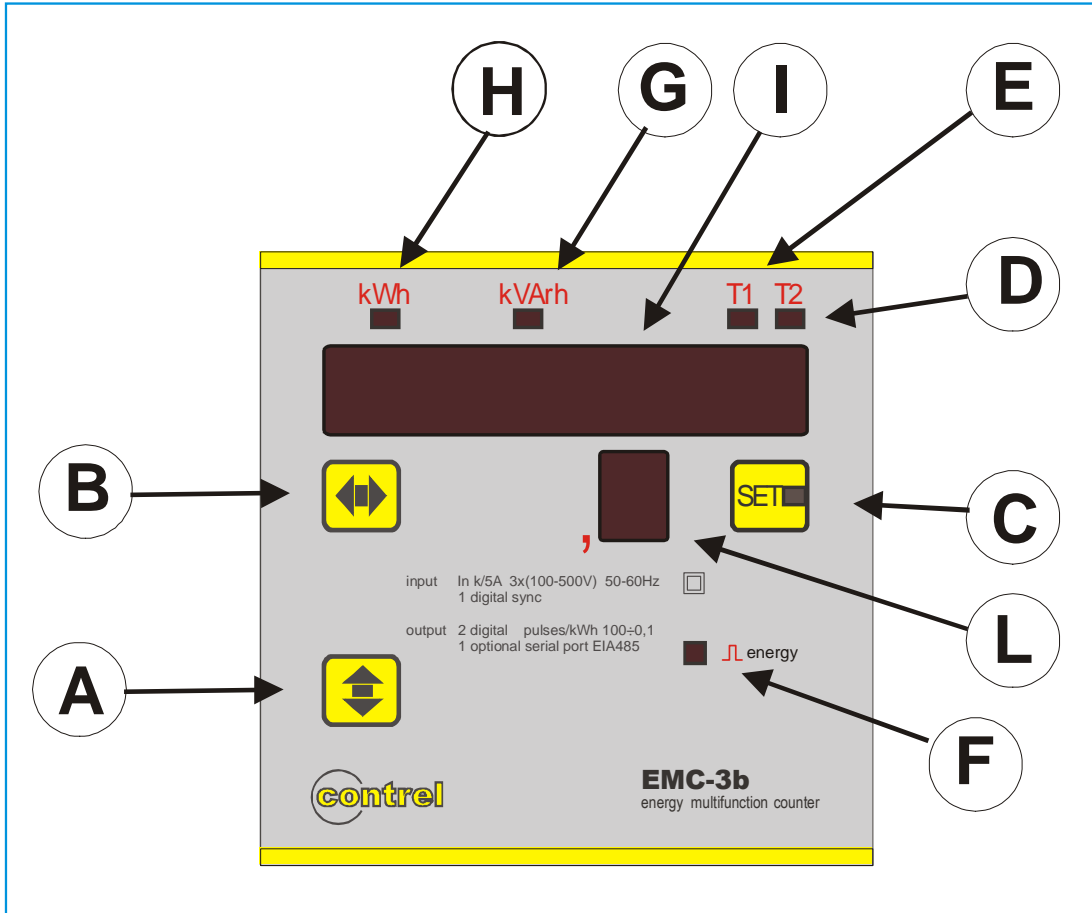 H G I E
D
kWh kVArh T1 T2
B
SET
C
,
input In k/5A 3x(100-500V) 50-60Hz
1 digital sync
output 2 digital pulses/kWh 100÷0,1
1 optional serial port EIA485
L
energy
A
F
contrel
EMC-3b
energy multifunction counter